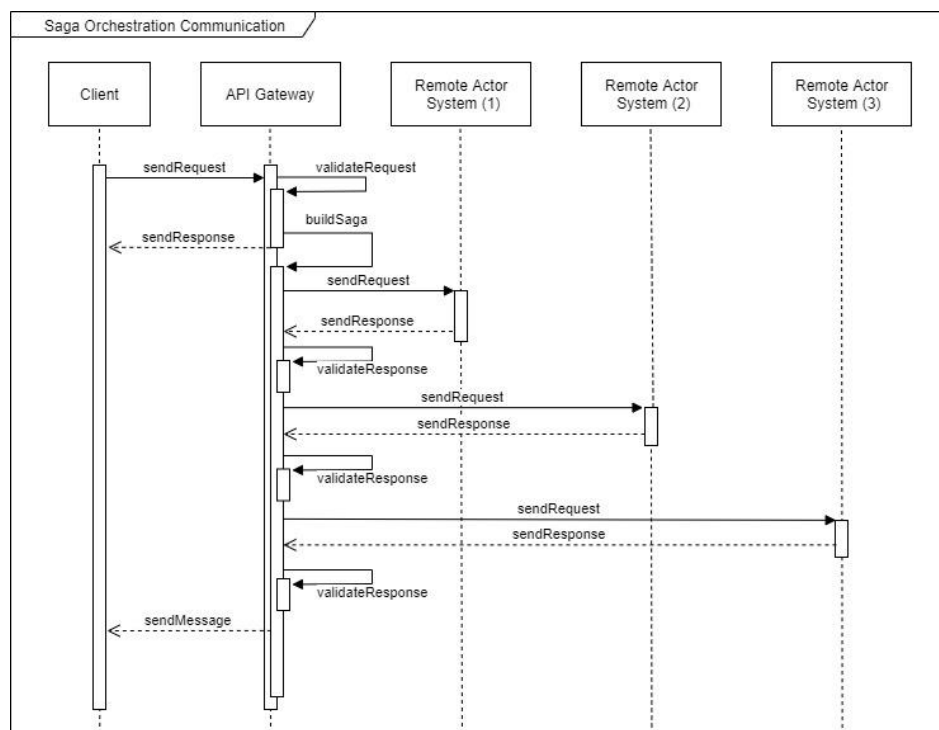 Saga Orchestration Communication
Client
API Gateway
Remote Actor
System (1)
Remote Actor
System (2)
Remote Actor
System (3)
sendRequest
validateRequest
buildSaga
sendResponse
sendRequest
sendResponse
validateResponse
sendRequest
sendResponse
validateResponse
sendRequest
sendResponse
validateResponse
sendMessage